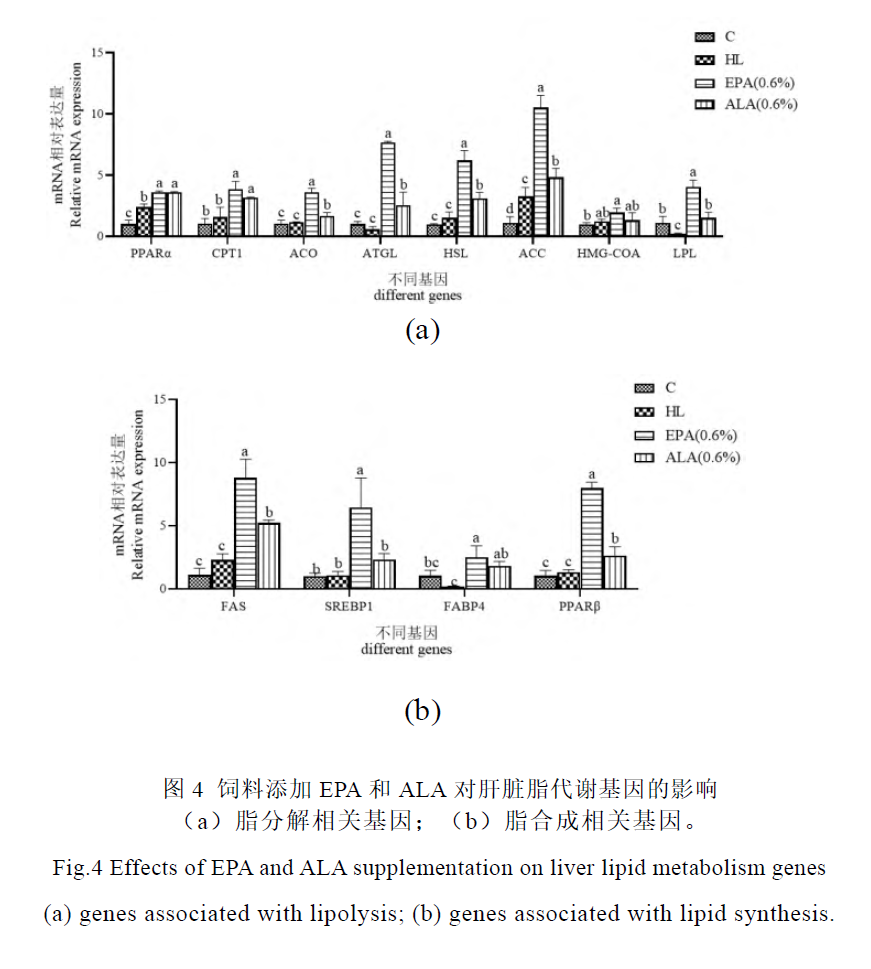 C
HL
EPA(0.6%)
ALA(0.6%)
mRNA相对表达量
Relative mRNA expression
15
10
5
0
c b a a
b b a a
c c a b
c c a b
c c a b
d c a b
b ab a ab
b c a b
PPARα CPT1 ACO ATGL HSL ACC HMG-COA LPL
不同基因
different genes
(a)
C
HL
EPA(0.6%)
ALA(0.6%)
mRNA相对表达量
Relative mRNA expression
15
10
5
0
c c a b
b b a b
bc c a ab
c c a b
FAS SREBP1 FABP4 PPARβ
不同基因
different genes
(b)
图 4 饲料添加 EPA 和 ALA 对肝脏脂代谢基因的影响
（a）脂分解相关基因；（b）脂合成相关基因。
Fig.4 Effects of EPA and ALA supplementation on liver lipid metabolism genes
(a) genes associated with lipolysis; (b) genes associated with lipid synthesis.